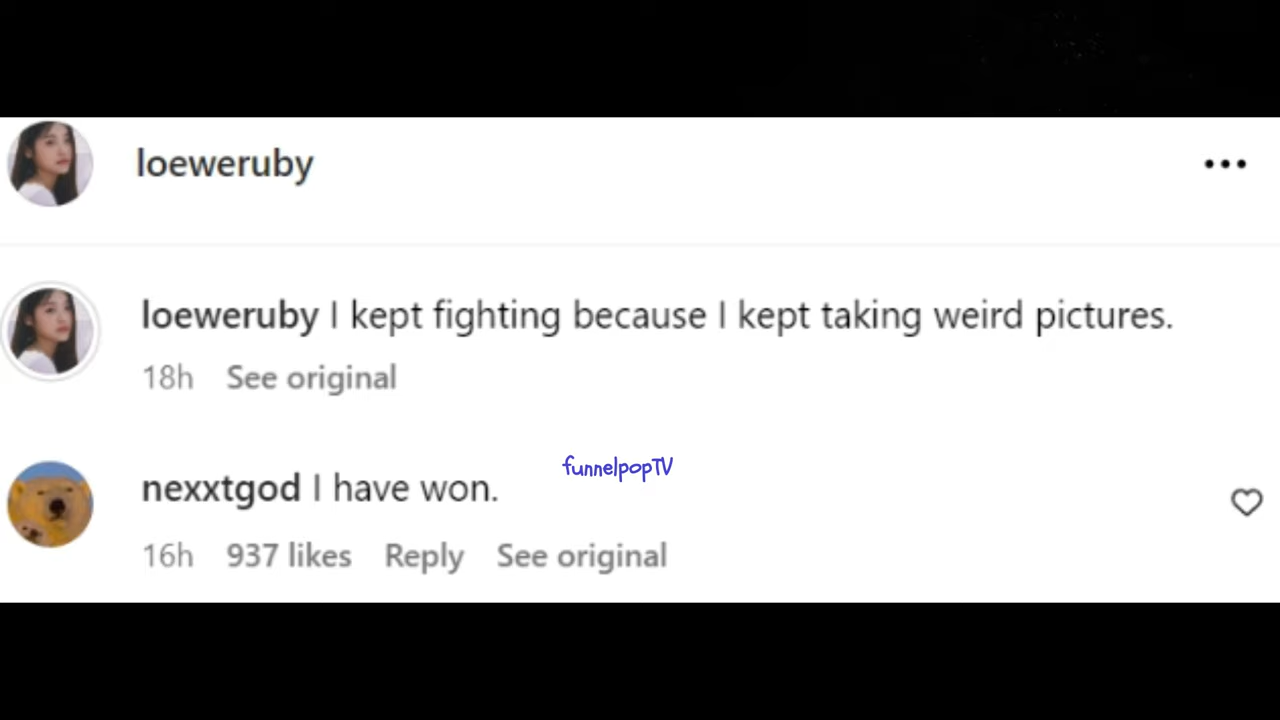 loeweruby
loeweruby I kept fighting because I kept taking weird pictures.
18h See original
funnelpopTV
nexxtgod I have won.
16h 937 likes Reply See original